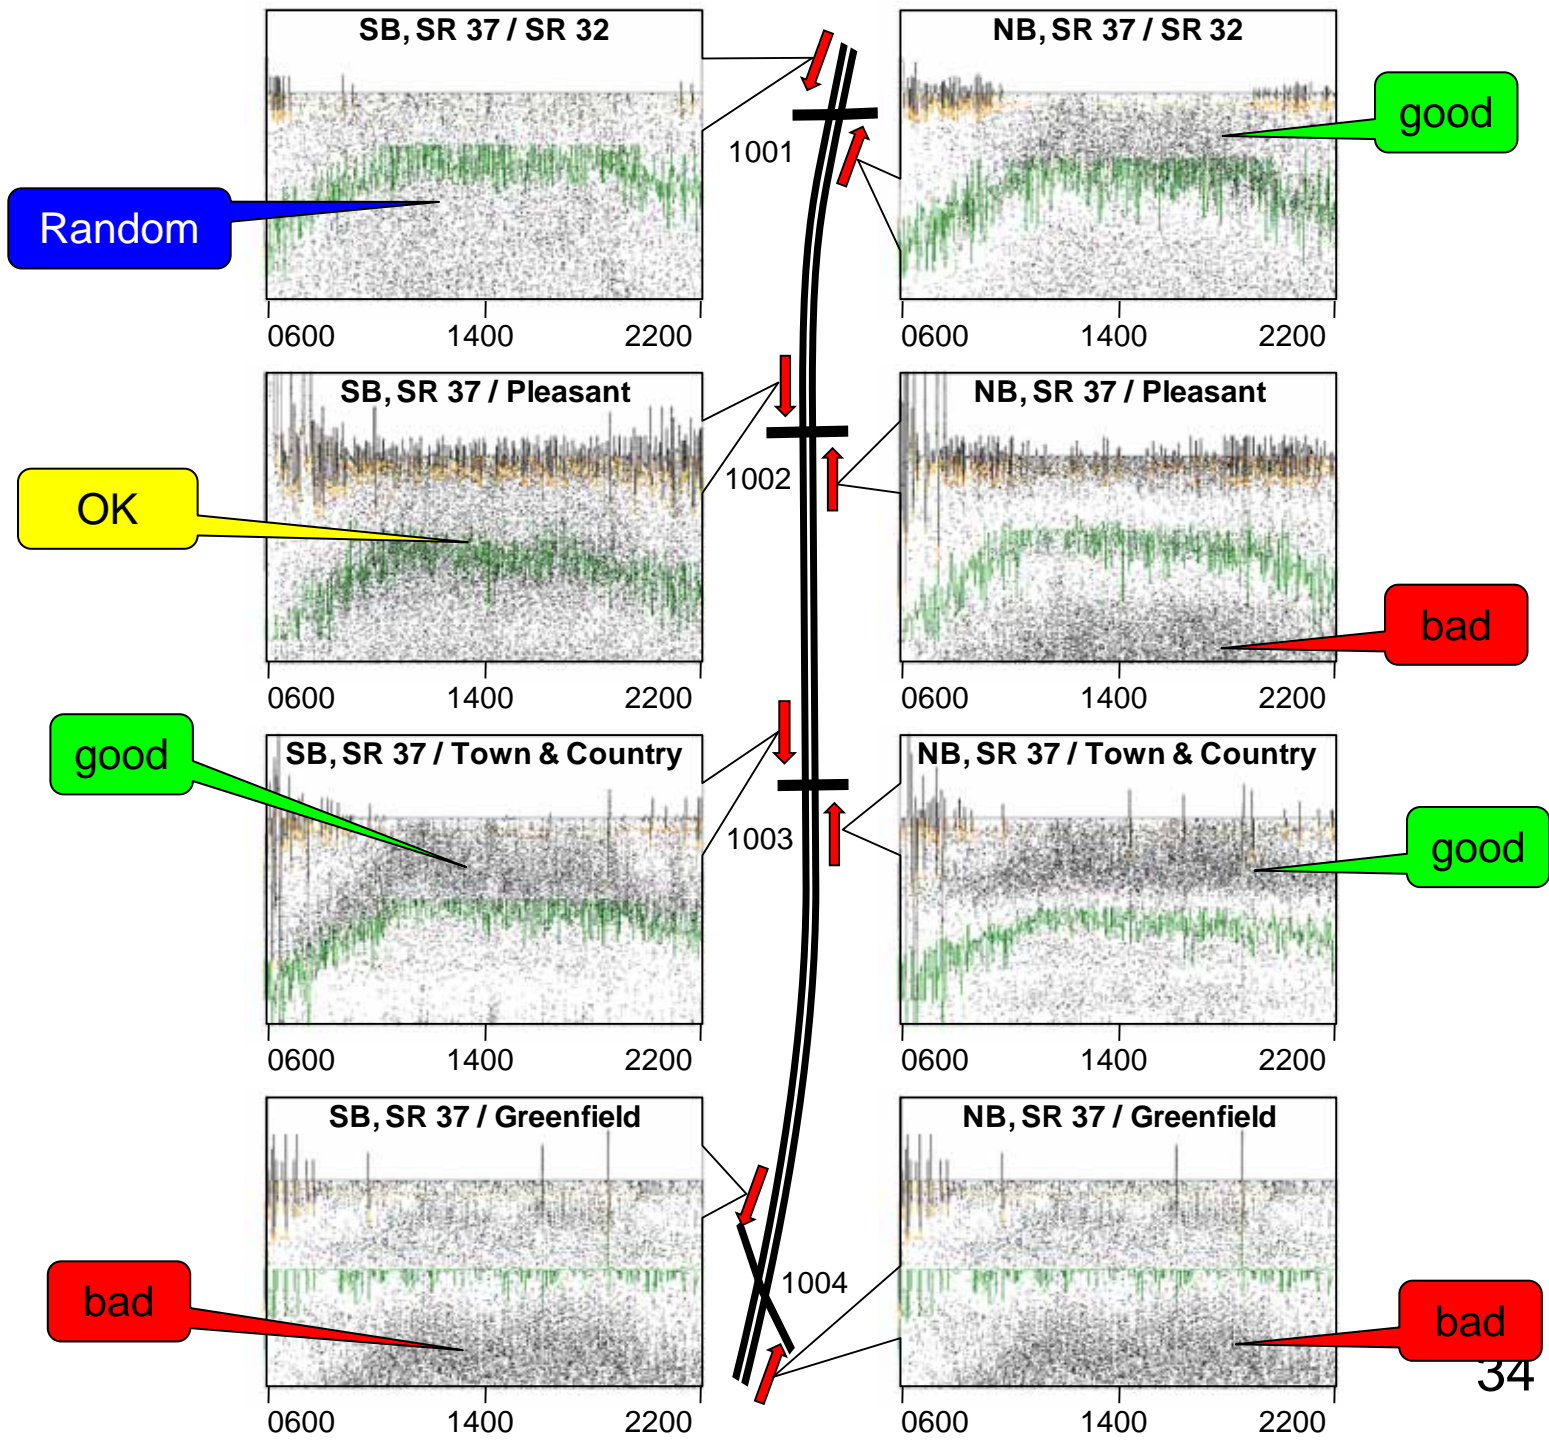 SB, SR 37 / SR 32
NB, SR 37 / SR 32
good
1001
Random
0600 1400 2200
0600 1400 2200
SB, SR 37 / Pleasant
NB, SR 37 / Pleasant
1002
OK
bad
0600 1400 2200
0600 1400 2200
good
SB, SR 37 / Town & Country
NB, SR 37 / Town & Country
1003
good
0600 1400 2200
0600 1400 2200
SB, SR 37 / Greenfield
NB, SR 37 / Greenfield
1004
bad
bad
34
0600 1400 2200
0600 1400 2200